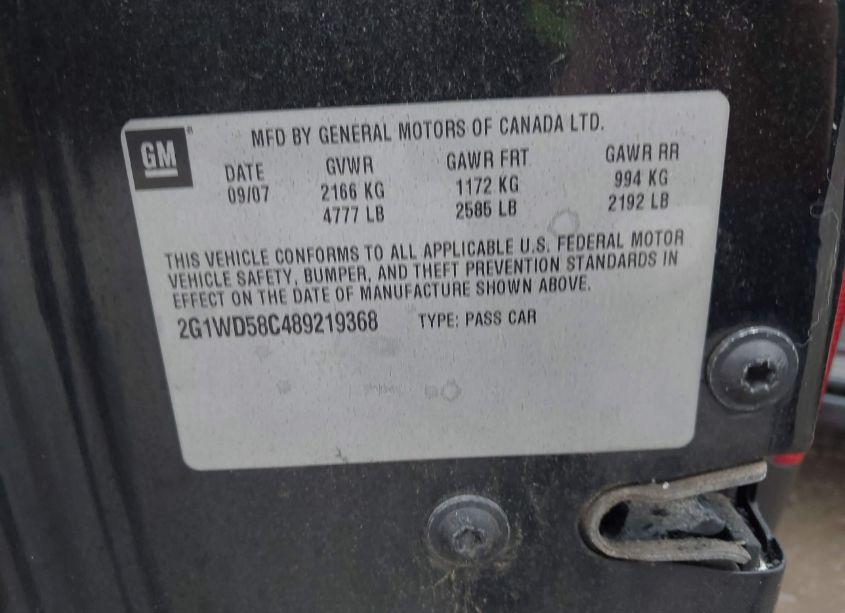 GM
MFD BY GENERAL MOTORS OF CANADA LTD.
DATE GVWR GAWR FRT GAWR RR
09/07 2166 KG 1172 KG 994 KG
4777 LB 2585 LB 2192 LB
THIS VEHICLE CONFORMS TO ALL APPLICABLE U.S. FEDERAL MOTOR
VEHICLE SAFETY, BUMPER, AND THEFT PREVENTION STANDARDS IN
EFFECT ON THE DATE OF MANUFACTURE SHOWN ABOVE.
2G1WD58C489219368 TYPE: PASS CAR